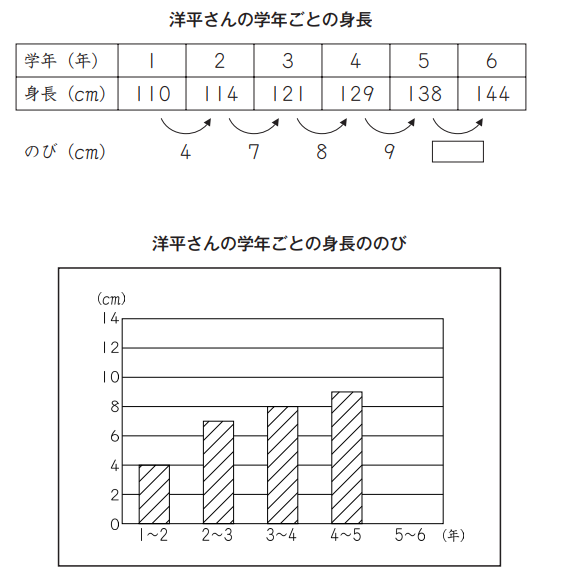 洋平さんの学年ごとの身長
学年（年） 1 2 3 4 5 6
身長（cm） 110 114 121 129 138 144
のび（cm） 4 7 8 9
洋平さんの学年ごとの身長ののび
（cm）
14
12
10
8
6
4
2
0
1～2 2～3 3～4 4～5 5～6 （年）